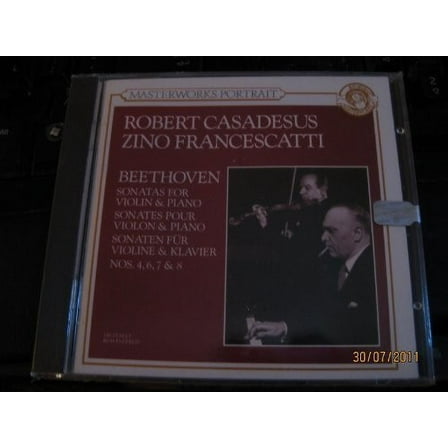 MASTERWORKS PORTRAIT
ROBERT CASADESUS
ZINO FRANCESCATTI
BEETHOVEN
SONATAS FOR
VIOLIN & PIANO
SONATES POUR
VIOLON & PIANO
SONATEN FÜR
VIOLINE & KLAVIER
NOS. 4, 6, 7 & 8
30/07/2011